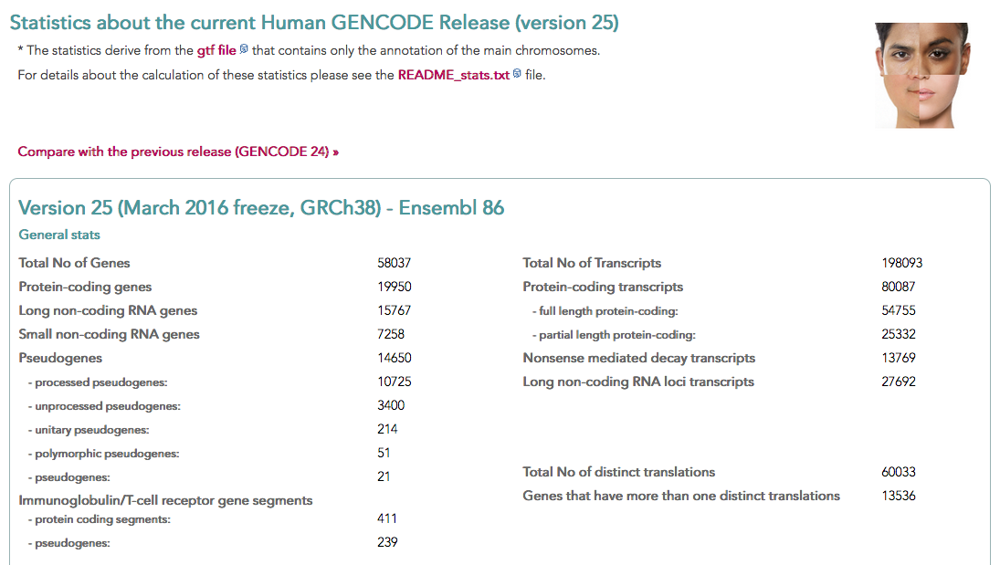 Statistics about the current Human GENCODE Release (version 25)
* The statistics derive from the gtf file that contains only the annotation of the main chromosomes.
For details about the calculation of these statistics please see the README_stats.txt file.
Compare with the previous release (GENCODE 24) »
Version 25 (March 2016 freeze, GRCh38) - Ensembl 86
General stats
Total No of Genes 58037
Protein-coding genes 19950
Long non-coding RNA genes 15767
Small non-coding RNA genes 7258
Pseudogenes 14650
- processed pseudogenes: 10725
- unprocessed pseudogenes: 3400
- unitary pseudogenes: 214
- polymorphic pseudogenes: 51
- pseudogenes: 21
Immunoglobulin/T-cell receptor gene segments
- protein coding segments: 411
- pseudogenes: 239
Total No of Transcripts 198093
Protein-coding transcripts 80087
- full length protein-coding: 54755
- partial length protein-coding: 25332
Nonsense mediated decay transcripts 13769
Long non-coding RNA loci transcripts 27692
Total No of distinct translations 60033
Genes that have more than one distinct translations 13536